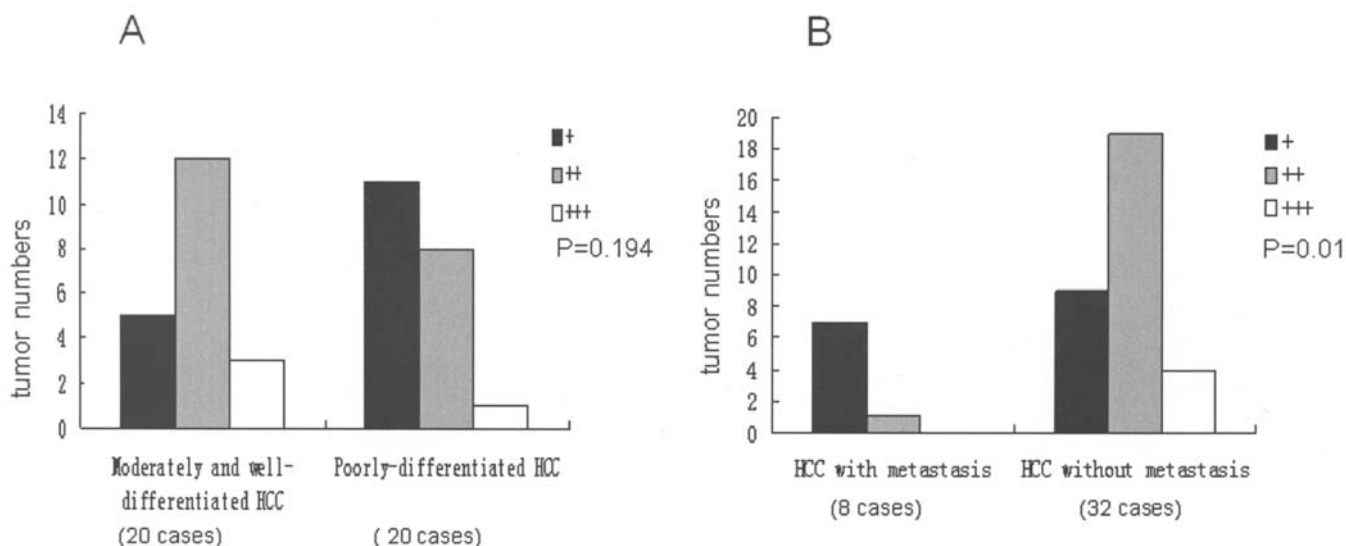 A
14
12
10
8
6
4
2
0
tumor numbers
+
++
+++
P=0.194
Moderately and well-
differentiated HCC
(20 cases)
Poorly-differentiated HCC
( 20 cases)
B
20
18
16
14
12
10
8
6
4
2
0
tumor numbers
+
++
+++
P=0.01
HCC with metastasis
(8 cases)
HCC without metastasis
(32 cases)